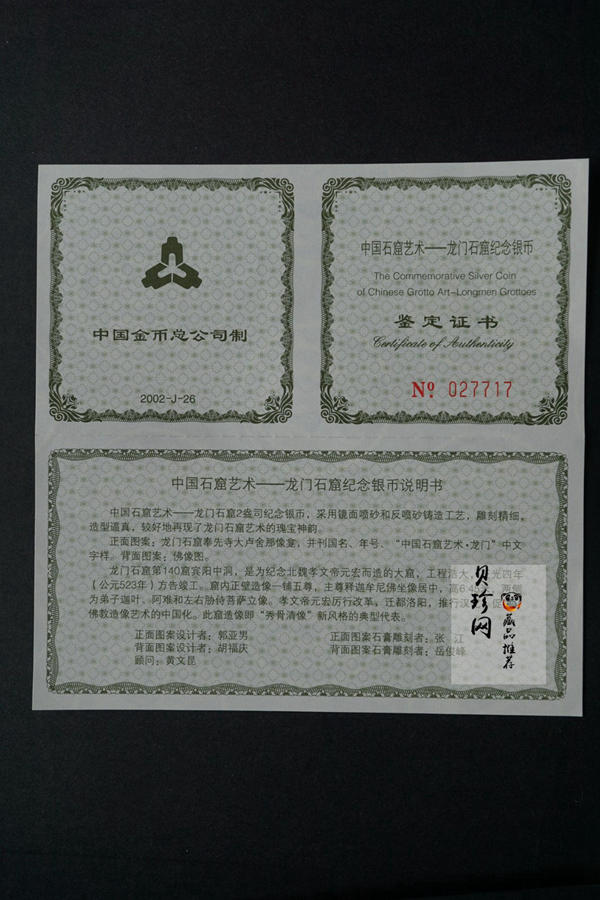 中国金币总公司制
2002-J-26
中国石窟艺术——龙门石窟纪念银币
The Commemorative Silver Coin
of Chinese Grotto Art-Longmen Grottoes
鉴定证书
Certificate of Authenticity
Nº 027717
中国石窟艺术——龙门石窟纪念银币说明书
中国石窟艺术——龙门石窟2盎司纪念银币，采用镜面喷砂和反喷砂铸造工艺，雕刻精细。
造型逼真，较好地再现了龙门石窟艺术的瑰宝神韵。
正面图案：龙门石窟奉先寺大卢舍那像龛，并刊国名、年号、“中国石窟艺术·龙门”中文
字样。背面图案：佛像图。
龙门石窟第140窟宾阳中洞，是为纪念北魏孝文帝元宏而造的大窟，工程浩大，光四年
（公元523年）方告竣工。窟内正壁造像一铺五尊，主尊释迦牟尼佛坐像居中，高6.4
为弟子迦叶、阿难和左右胁侍菩萨立像。孝文帝元宏厉行改革，迁都洛阳，推行汉
佛教造像艺术的中国化。此窟造像即“秀骨清像”新风格的典型代表。
正面图案设计者：郭亚男 正面图案石膏雕刻者：张 江
背面图案设计者：胡福庆 背面图案石膏雕刻者：岳俊峰
顾问：黄文昆
贝珍网
藏品推荐